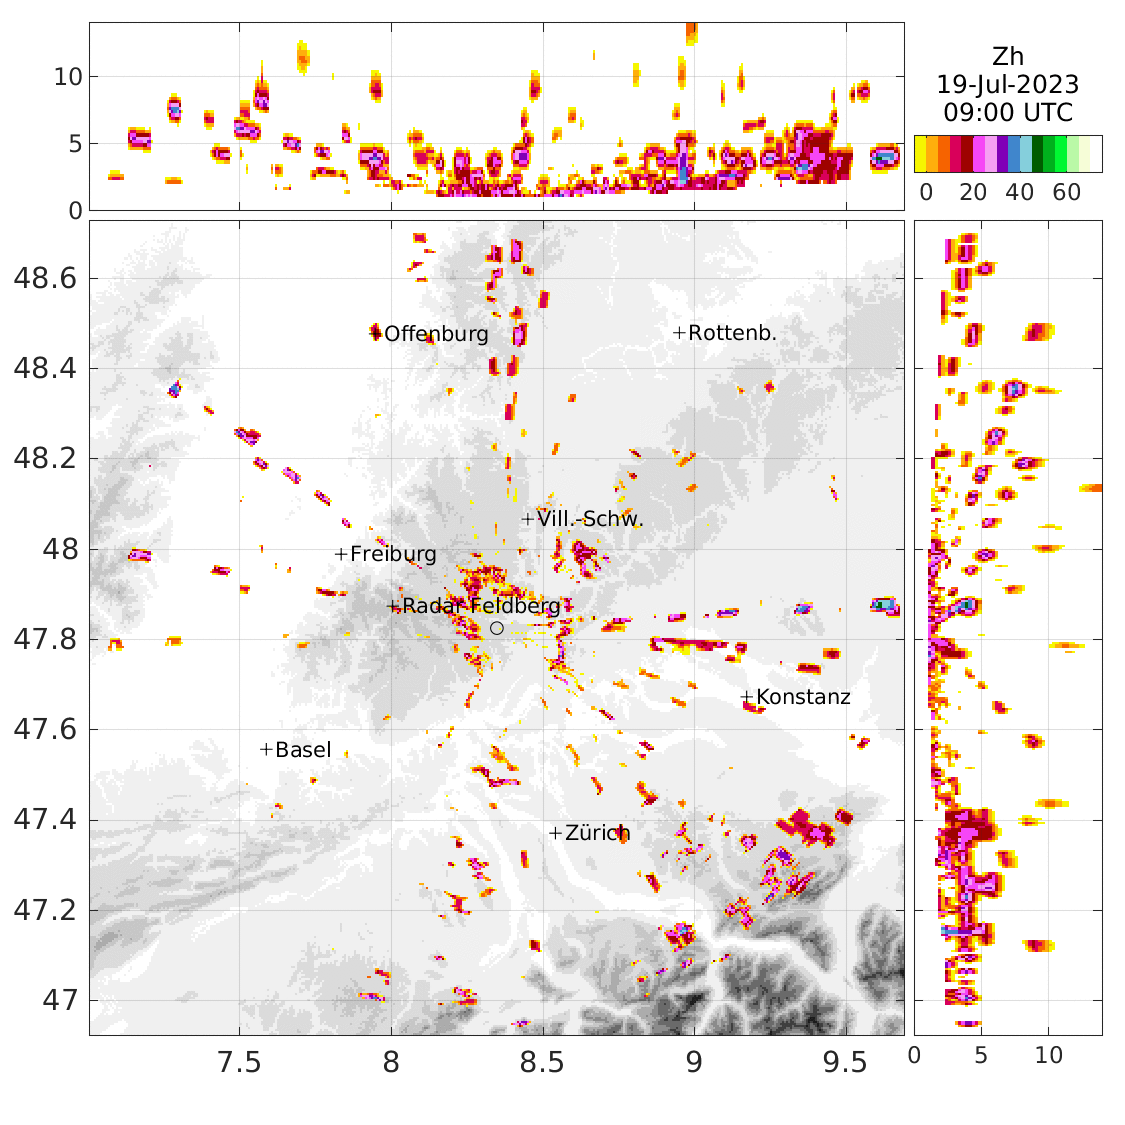 Zh
19-Jul-2023
09:00 UTC
10
5
0
0 20 40 60
48.6
48.4
48.2
48
47.8
47.6
47.4
47.2
47
+Offenburg
+Rottenb.
+Vill.-Schw.
+Freiburg
+Radar Feldberg
+Konstanz
+Basel
+Zürich
7.5 8 8.5 9 9.5
0 5 10